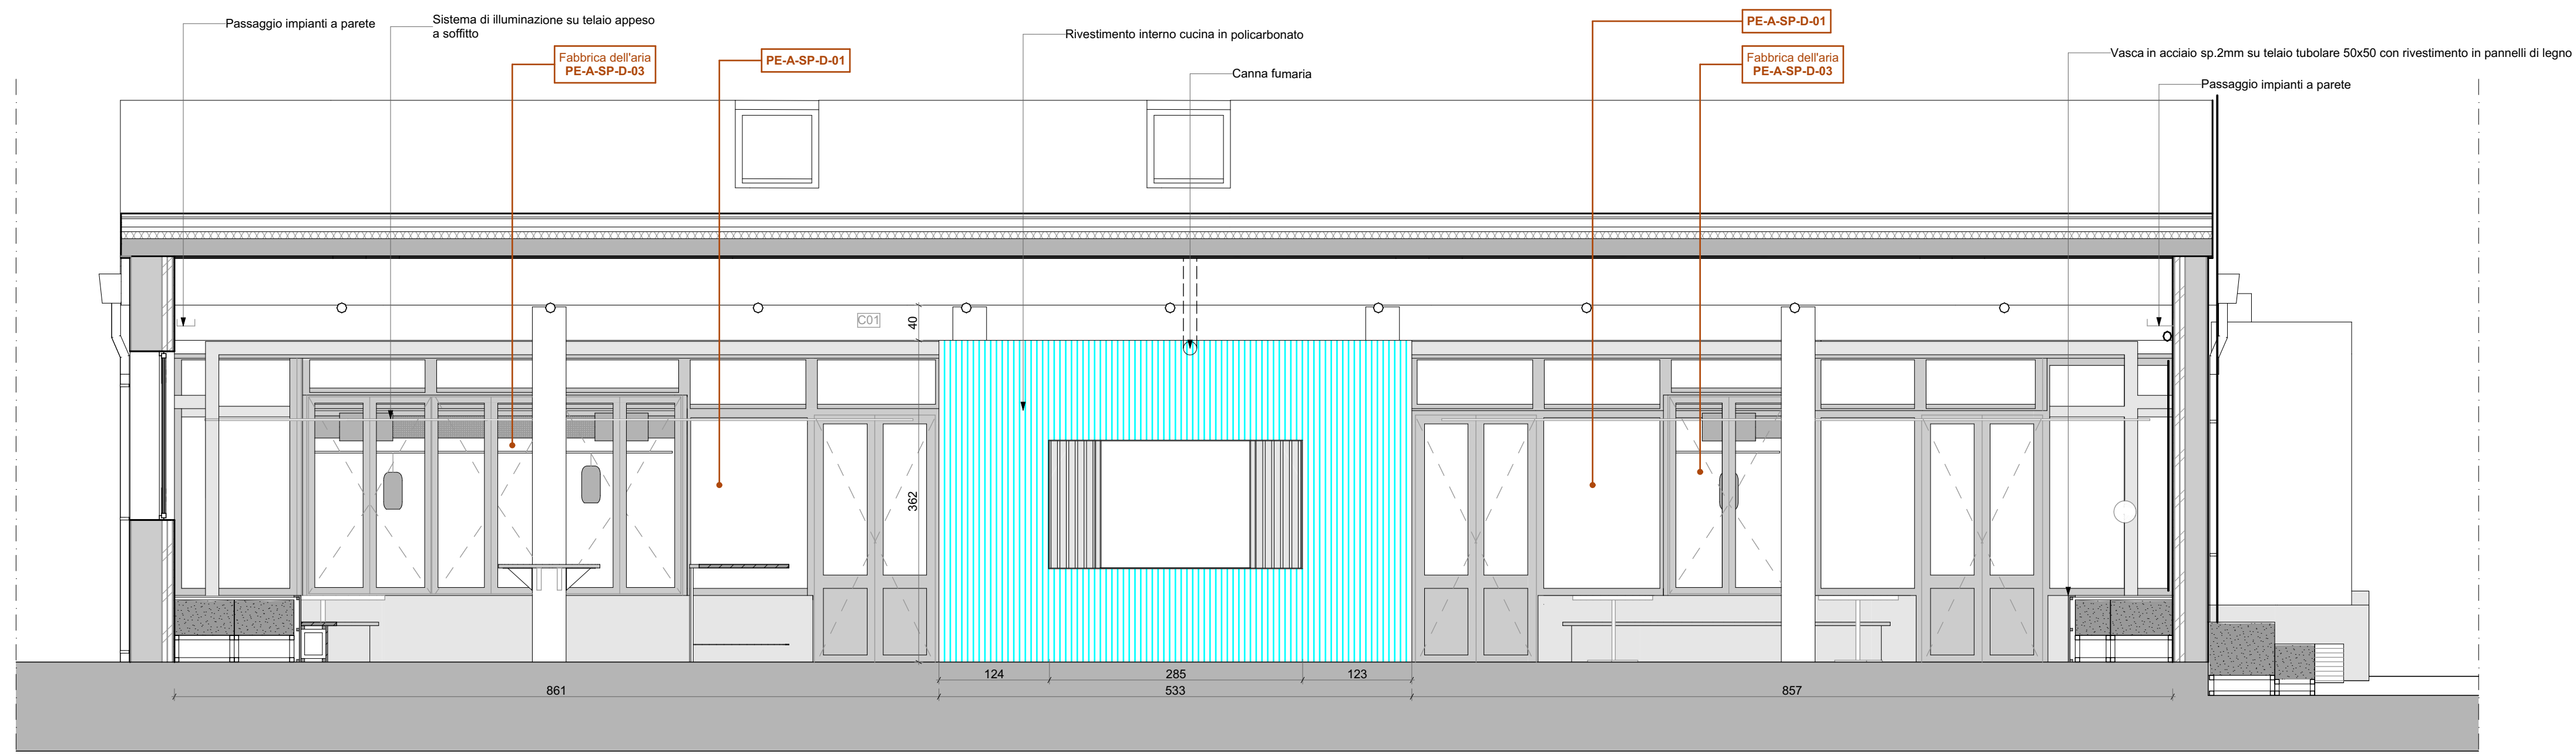 Passaggio impianti a parete
Sistema di illuminazione su telaio appeso
a soffitto
Fabbrica dell'aria
PE-A-SP-D-03
PE-A-SP-D-01
Rivestimento interno cucina in policarbonato
Canna fumaria
PE-A-SP-D-01
Fabbrica dell'aria
PE-A-SP-D-03
Vasca in acciaio sp.2mm su telaio tubolare 50x50 con rivestimento in pannelli di legno
Passaggio impianti a parete
C01
40
362
124
285
123
861
533
857